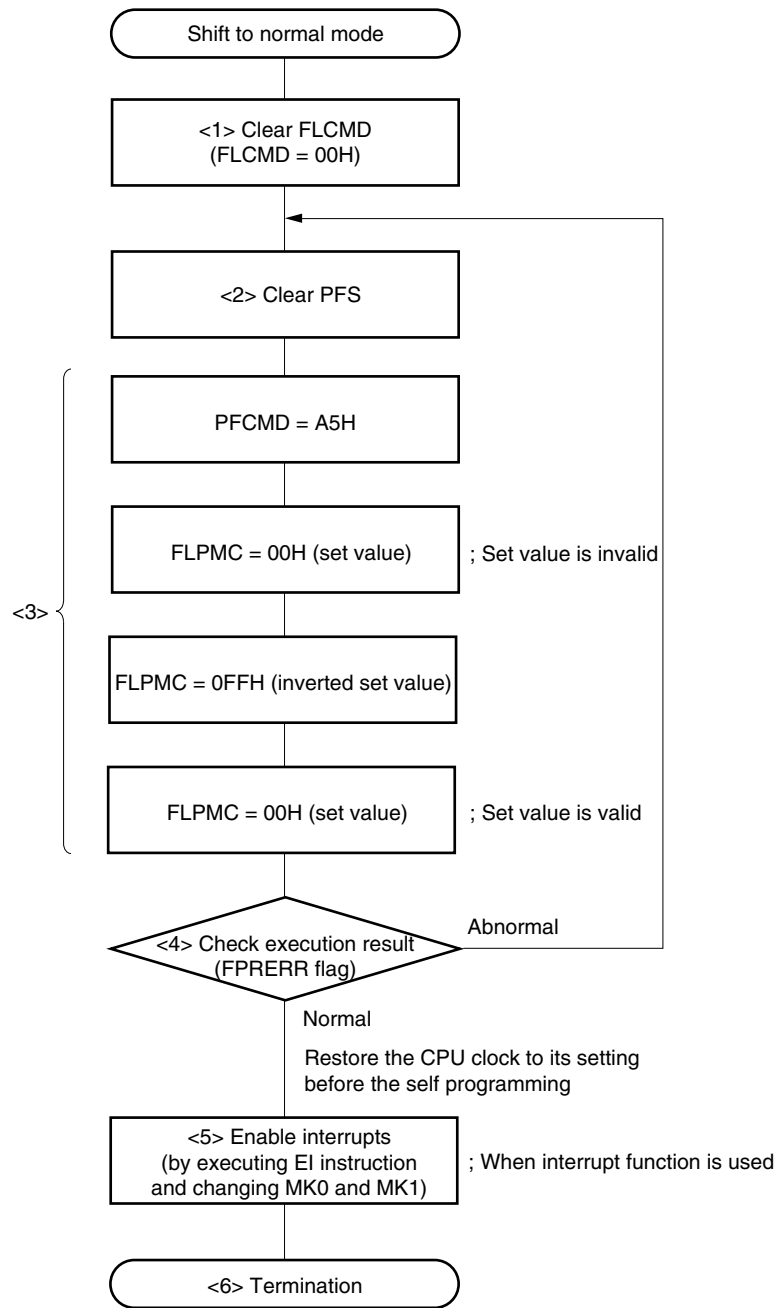 Shift to normal mode
<1> Clear FLCMD
(FLCMD = 00H)
<2> Clear PFS
PFCMD = A5H
FLPMC = 00H (set value)
; Set value is invalid
<3>
FLPMC = 0FFH (inverted set value)
FLPMC = 00H (set value)
; Set value is valid
<4> Check execution result
(FPRERR flag)
Abnormal
Normal
Restore the CPU clock to its setting
before the self programming
<5> Enable interrupts
(by executing EI instruction
and changing MK0 and MK1)
; When interrupt function is used
<6> Termination